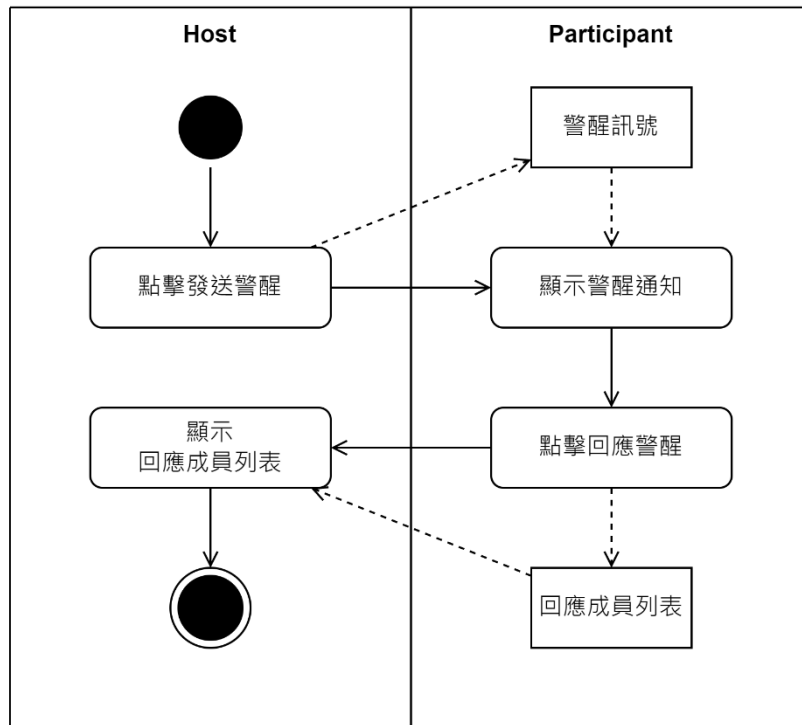 Host
Participant
警醒訊號
點擊發送警醒
顯示警醒通知
顯示
回應成員列表
點擊回應警醒
回應成員列表